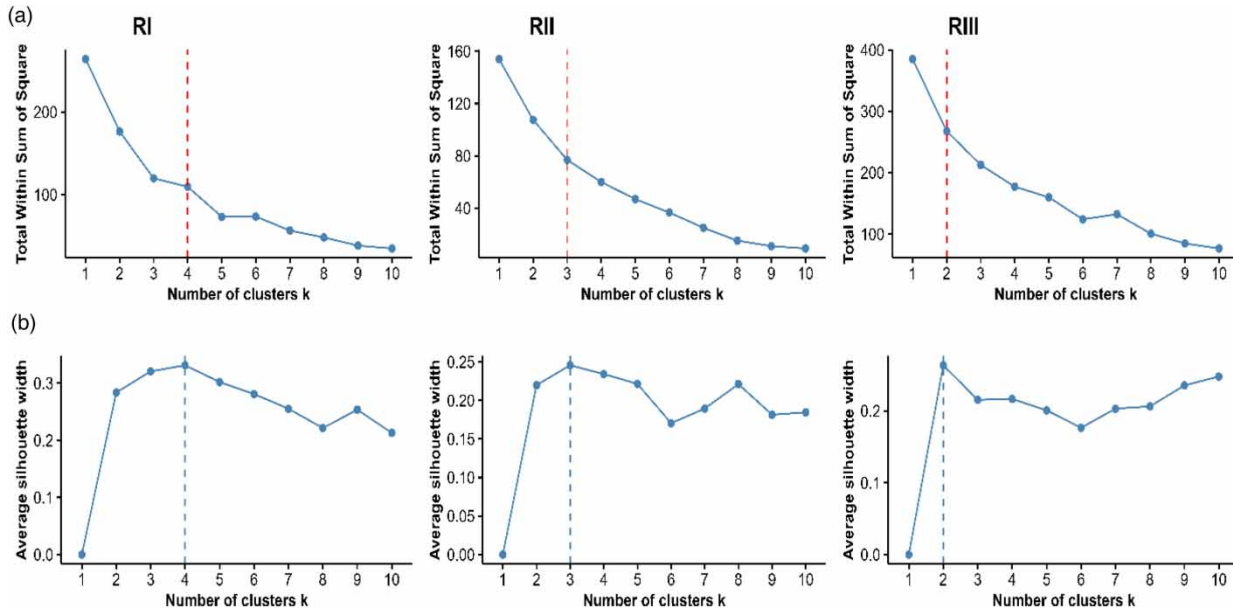 (a)
RI
RII
RIII
Total Within Sum of Square
200
100
1 2 3 4 5 6 7 8 9 10
Number of clusters k
Total Within Sum of Square
160
120
80
40
1 2 3 4 5 6 7 8 9 10
Number of clusters k
Total Within Sum of Square
400
300
200
100
1 2 3 4 5 6 7 8 9 10
Number of clusters k
(b)
Average silhouette width
0.3
0.2
0.1
0.0
1 2 3 4 5 6 7 8 9 10
Number of clusters k
Average silhouette width
0.25
0.20
0.15
0.10
0.05
0.00
1 2 3 4 5 6 7 8 9 10
Number of clusters k
Average silhouette width
0.2
0.1
0.0
1 2 3 4 5 6 7 8 9 10
Number of clusters k